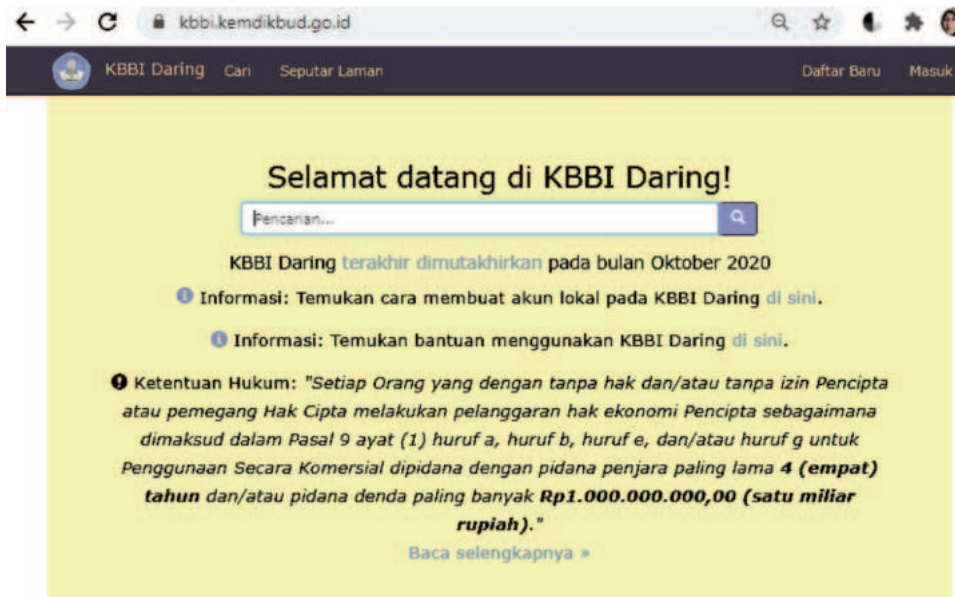 kbbi.kemdikbud.go.id
KBBI Daring Cari Seputar Laman Daftar Baru Masuk
Selamat datang di KBBI Daring!
Pencarian...
KBBI Daring terakhir dimutakhirkan pada bulan Oktober 2020
Informasi: Temukan cara membuat akun lokal pada KBBI Daring di sini.
Informasi: Temukan bantuan menggunakan KBBI Daring di sini.
Ketentuan Hukum: "Setiap Orang yang dengan tanpa hak dan/atau tanpa izin Pencipta
atau pemegang Hak Cipta melakukan pelanggaran hak ekonomi Pencipta sebagaimana
dimaksud dalam Pasal 9 ayat (1) huruf a, huruf b, huruf e, dan/atau huruf g untuk
Penggunaan Secara Komersial dipidana dengan pidana penjara paling lama 4 (empat)
tahun dan/atau pidana denda paling banyak Rp1.000.000.000,00 (satu miliar
rupiah)."
Baca selengkapnya »